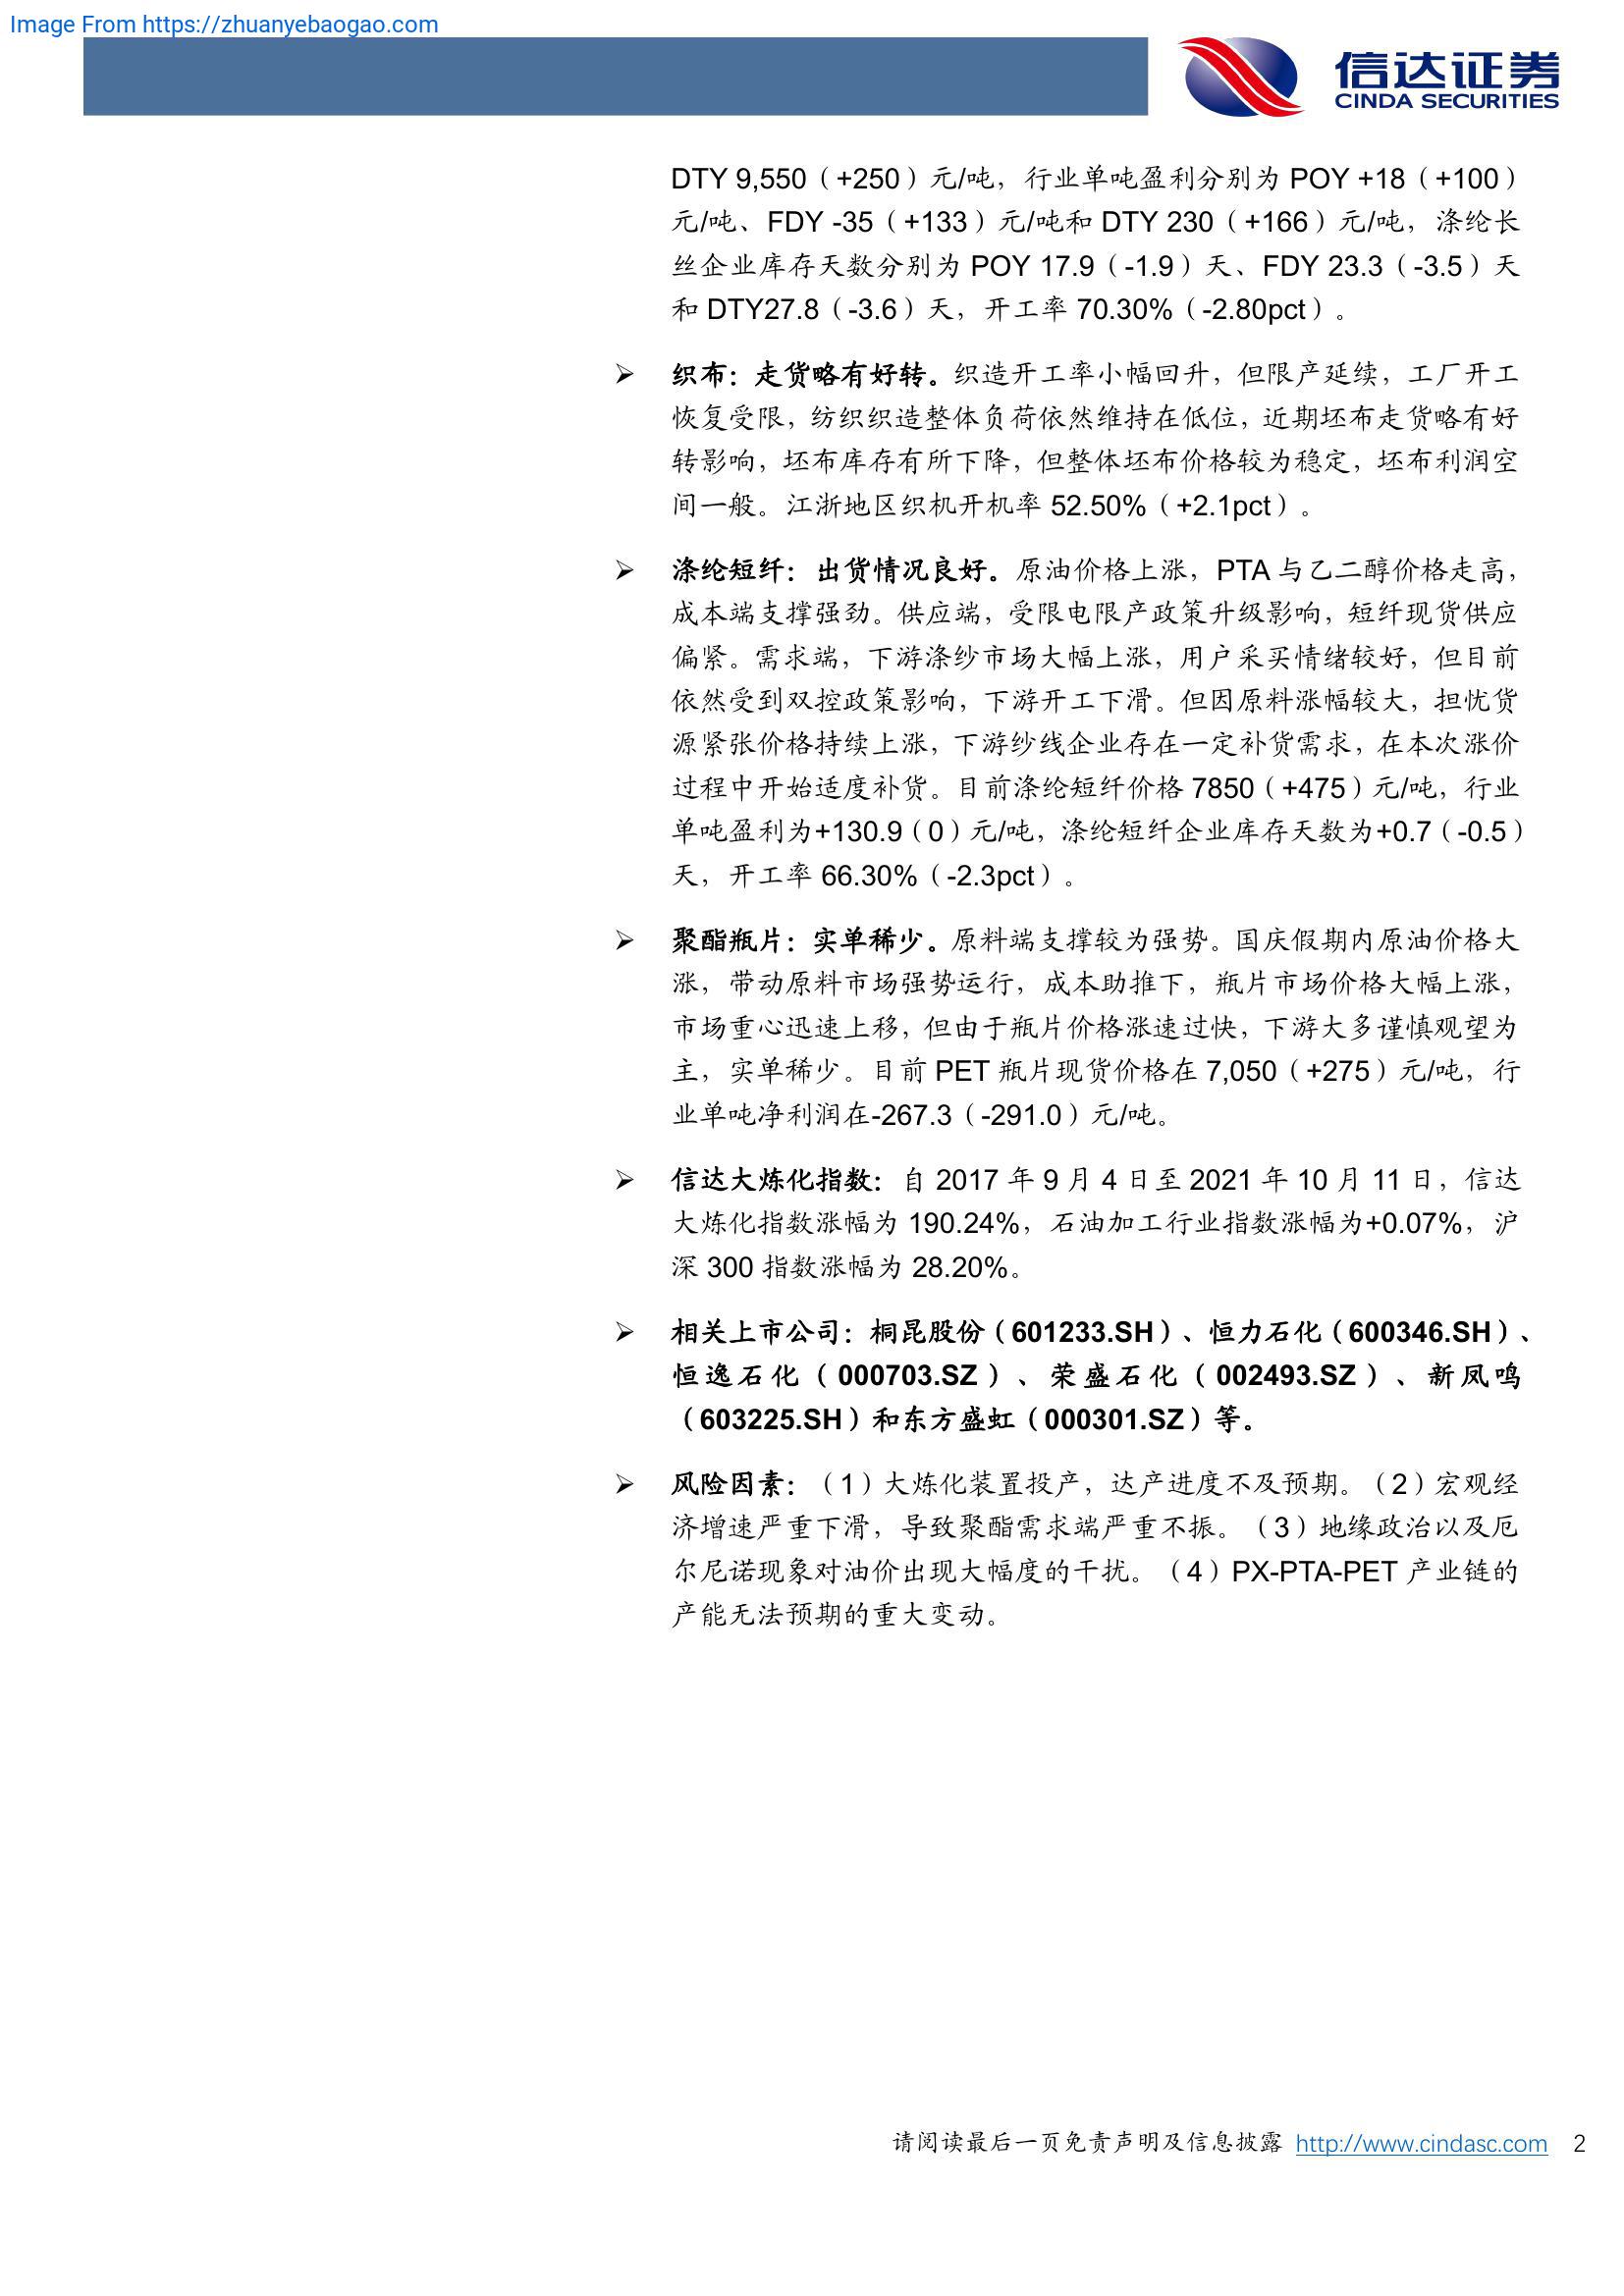 Image From https://zhuanyebaogao.com
信达证券
CINDA SECURITIES
DTY 9,550（+250）元/吨，行业单吨盈利分别为 POY +18（+100）
元/吨、FDY -35（+133）元/吨和 DTY 230（+166）元/吨，涤纶长
丝企业库存天数分别为 POY 17.9（-1.9）天、FDY 23.3（-3.5）天
和 DTY27.8（-3.6）天，开工率 70.30%（-2.80pct）。
➢ 织布：走货略有好转。织造开工率小幅回升，但限产延续，工厂开工
恢复受限，纺织织造整体负荷依然维持在低位，近期坯布走货略有好
转影响，坯布库存有所下降，但整体坯布价格较为稳定，坯布利润空
间一般。江浙地区织机开机率 52.50%（+2.1pct）。
➢ 涤纶短纤：出货情况良好。原油价格上涨，PTA 与乙二醇价格走高，
成本端支撑强劲。供应端，受限电限产政策升级影响，短纤现货供应
偏紧。需求端，下游涤纱市场大幅上涨，用户采买情绪较好，但目前
依然受到双控政策影响，下游开工下滑。但因原料涨幅较大，担忧货
源紧张价格持续上涨，下游纱线企业存在一定补货需求，在本次涨价
过程中开始适度补货。目前涤纶短纤价格 7850（+475）元/吨，行业
单吨盈利为+130.9（0）元/吨，涤纶短纤企业库存天数为+0.7（-0.5）
天，开工率 66.30%（-2.3pct）。
➢ 聚酯瓶片：实单稀少。原料端支撑较为强势。国庆假期内原油价格大
涨，带动原料市场强势运行，成本助推下，瓶片市场价格大幅上涨，
市场重心迅速上移，但由于瓶片价格涨速过快，下游大多谨慎观望为
主，实单稀少。目前 PET 瓶片现货价格在 7,050（+275）元/吨，行
业单吨净利润在-267.3（-291.0）元/吨。
➢ 信达大炼化指数：自 2017 年 9 月 4 日至 2021 年 10 月 11 日，信达
大炼化指数涨幅为 190.24%，石油加工行业指数涨幅为+0.07%，沪
深 300 指数涨幅为 28.20%。
➢ 相关上市公司：桐昆股份（601233.SH）、恒力石化（600346.SH）、
恒逸石化（000703.SZ）、荣盛石化（002493.SZ）、新凤鸣
（603225.SH）和东方盛虹（000301.SZ）等。
➢ 风险因素：（1）大炼化装置投产，达产进度不及预期。（2）宏观经
济增速严重下滑，导致聚酯需求端严重不振。（3）地缘政治以及厄
尔尼诺现象对油价出现大幅度的干扰。（4）PX-PTA-PET 产业链的
产能无法预期的重大变动。
请阅读最后一页免责声明及信息披露 http://www.cindasc.com 2